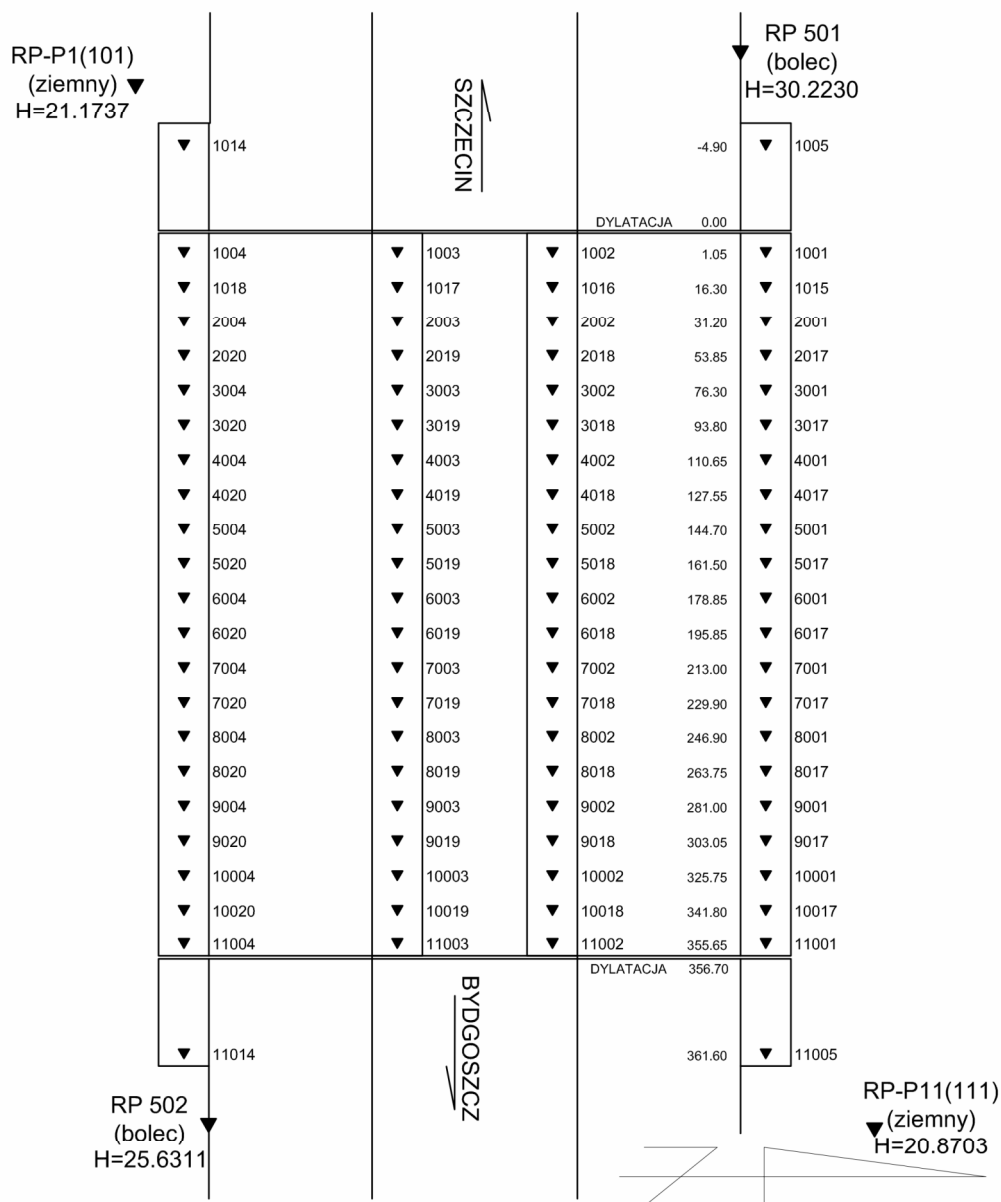 RP-P1(101)
(ziemny)
H=21.1737
RP 501
(bolec)
H=30.2230
SZCZECIN
1014 -4.90 1005
DYLATACJA 0.00
1004 1003 1002 1.05 1001
1018 1017 1016 16.30 1015
2004 2003 2002 31.20 2001
2020 2019 2018 53.85 2017
3004 3003 3002 76.30 3001
3020 3019 3018 93.80 3017
4004 4003 4002 110.65 4001
4020 4019 4018 127.55 4017
5004 5003 5002 144.70 5001
5020 5019 5018 161.50 5017
6004 6003 6002 178.85 6001
6020 6019 6018 195.85 6017
7004 7003 7002 213.00 7001
7020 7019 7018 229.90 7017
8004 8003 8002 246.90 8001
8020 8019 8018 263.75 8017
9004 9003 9002 281.00 9001
9020 9019 9018 303.05 9017
10004 10003 10002 325.75 10001
10020 10019 10018 341.80 10017
11004 11003 11002 355.65 11001
DYLATACJA 356.70
BYDGOSZCZ
11014 361.60 11005
RP 502
(bolec)
H=25.6311
RP-P11(111)
(ziemny)
H=20.8703